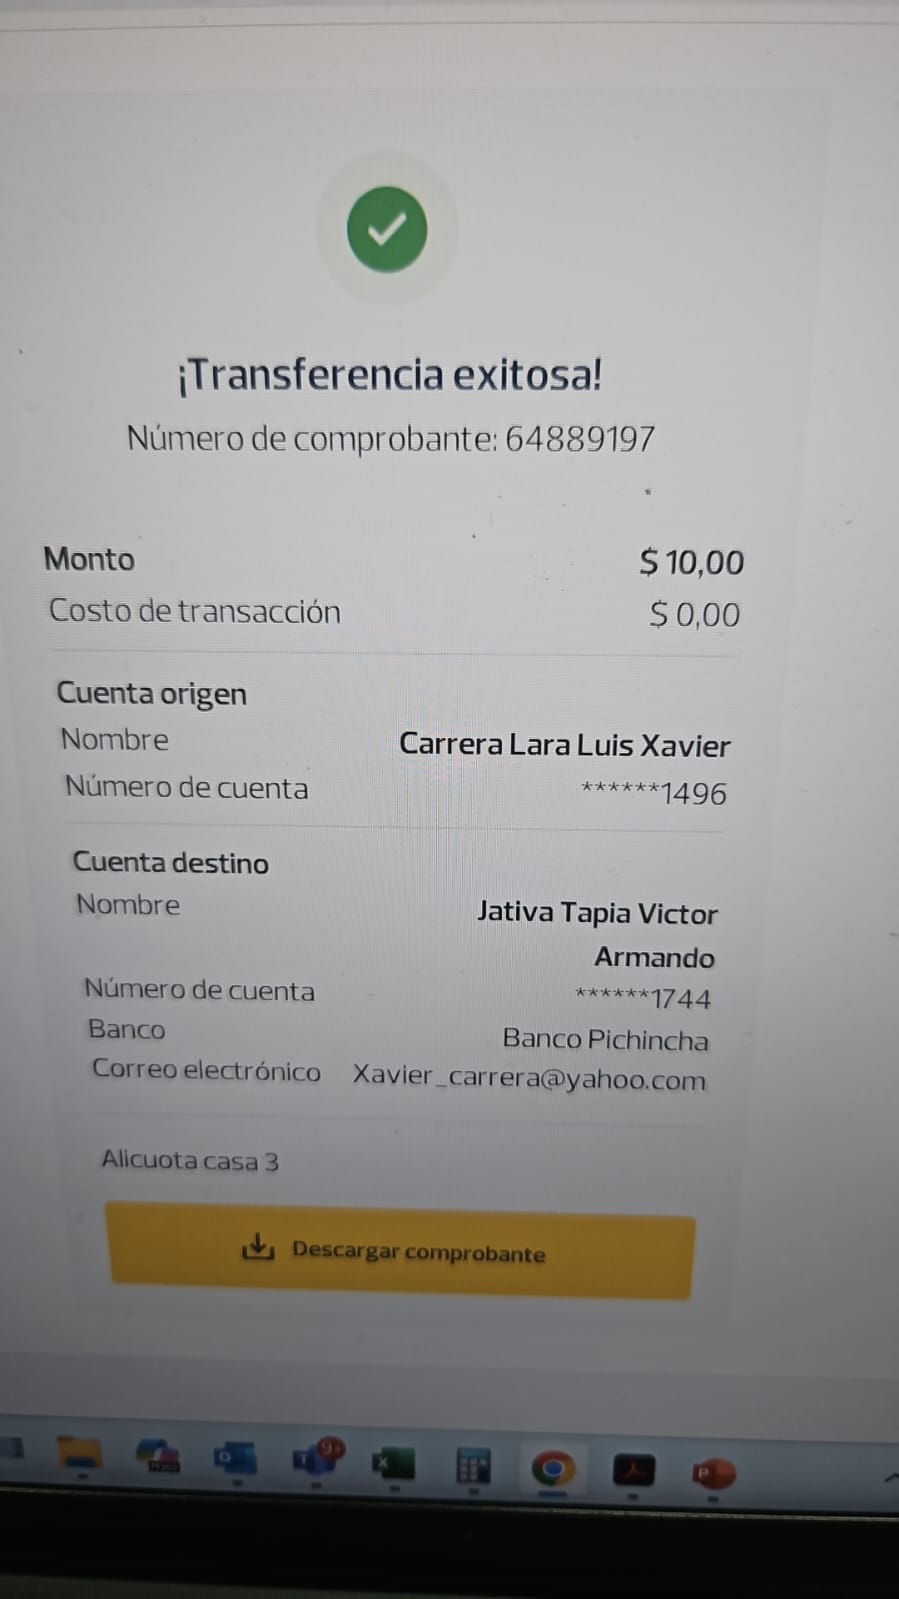 ¡Transferencia exitosa!
Número de comprobante: 64889197
Monto $ 10,00
Costo de transacción $ 0,00
Cuenta origen
Nombre Carrera Lara Luis Xavier
Número de cuenta ******1496
Cuenta destino
Nombre Jativa Tapia Victor
Armando
Número de cuenta ******1744
Banco Banco Pichincha
Correo electrónico Xavier_carrera@yahoo.com
Alicuota casa 3
Descargar comprobante
9+